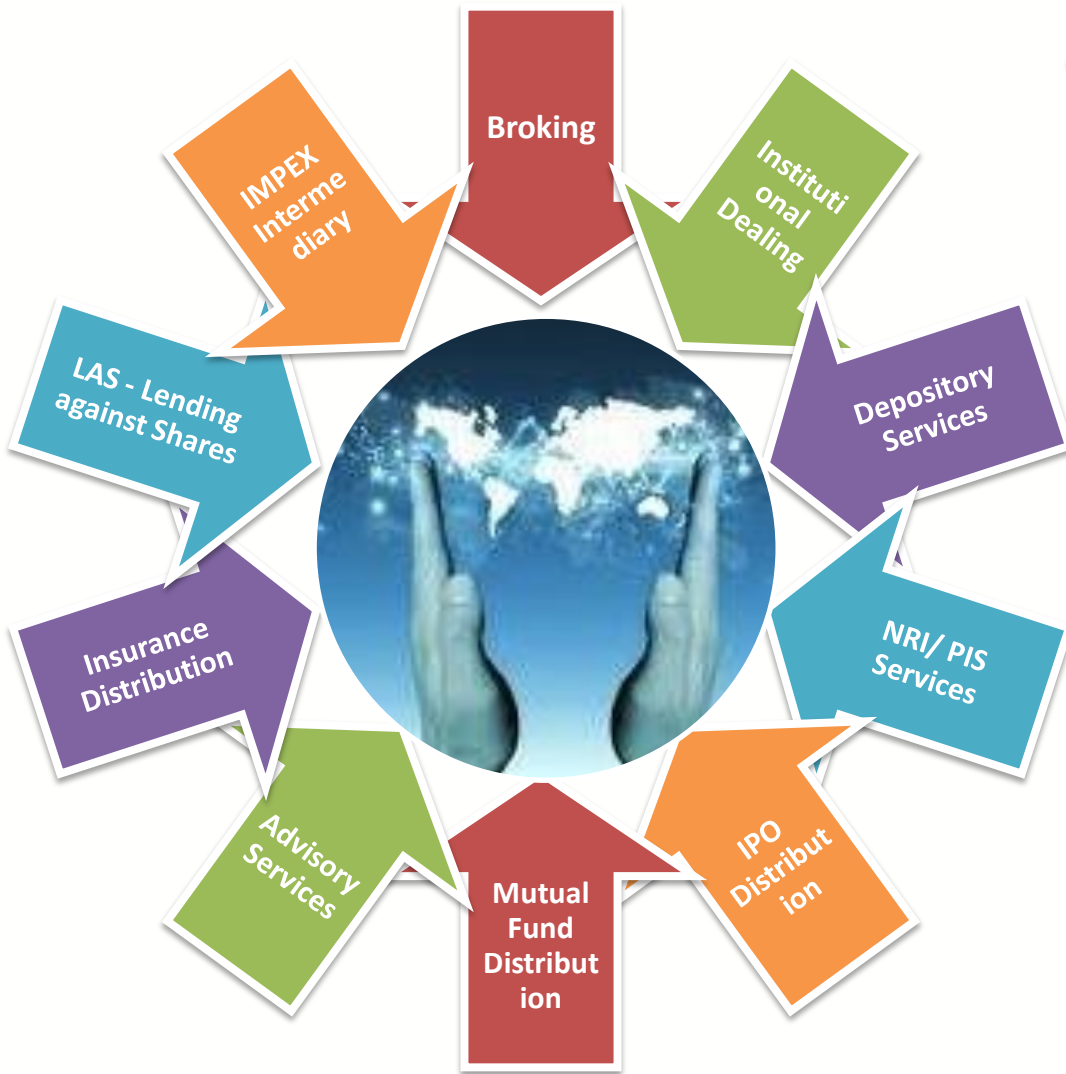 Broking
Instituti
onal
Dealing
Depository
Services
NRI/ PIS
Services
IPO
Distribut
ion
Mutual
Fund
Distribut
ion
Advisory
Services
Insurance
Distribution
LAS - Lending
against Shares
IMPEX
Interme
diary